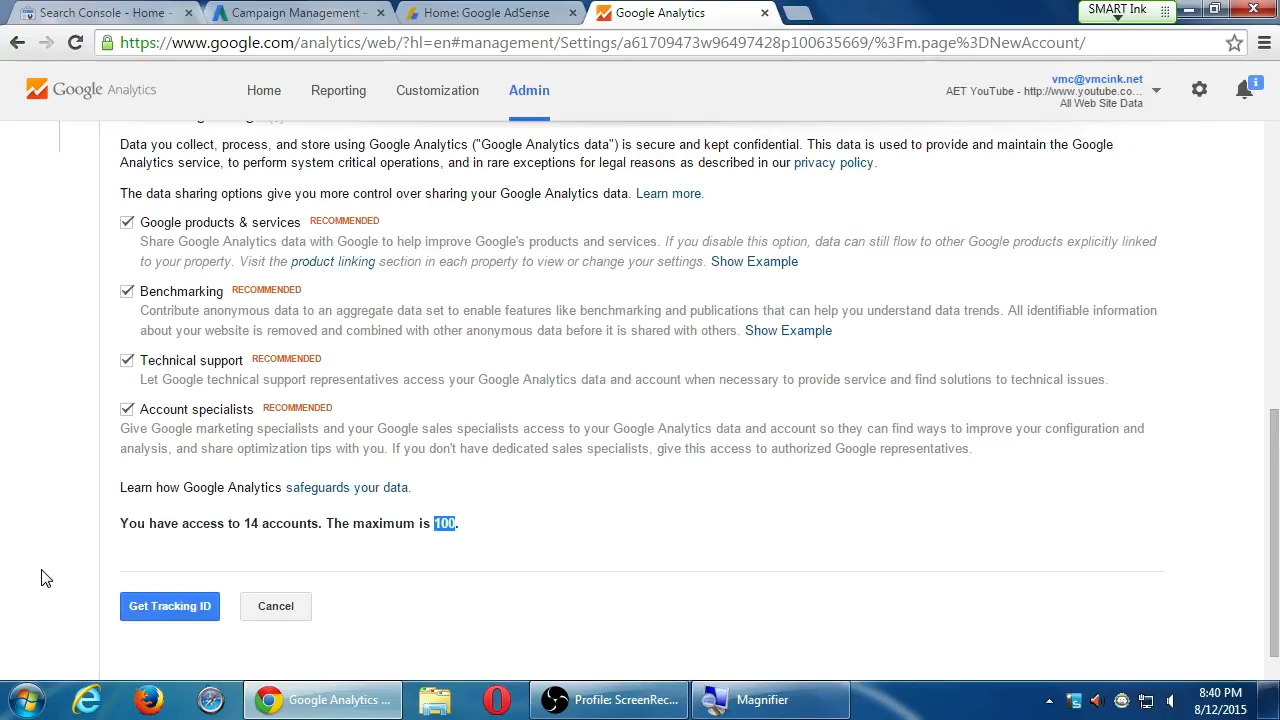 Search Console - Home -
Campaign Management -
Home: Google AdSense
Google Analytics
SMART Ink
https://www.google.com/analytics/web/?hl=en#management/Settings/a61709473w96497428p100635669/%3Fm.page%3DNewAccount/
Google Analytics
Home
Reporting
Customization
Admin
vmc@vmcink.net
AET YouTube - http://www.youtube.co...
All Web Site Data
Data you collect, process, and store using Google Analytics ("Google Analytics data") is secure and kept confidential. This data is used to provide and maintain the Google
Analytics service, to perform system critical operations, and in rare exceptions for legal reasons as described in our privacy policy.
The data sharing options give you more control over sharing your Google Analytics data. Learn more.
Google products & services RECOMMENDED
Share Google Analytics data with Google to help improve Google's products and services. If you disable this option, data can still flow to other Google products explicitly linked
to your property. Visit the product linking section in each property to view or change your settings. Show Example
Benchmarking RECOMMENDED
Contribute anonymous data to an aggregate data set to enable features like benchmarking and publications that can help you understand data trends. All identifiable information
about your website is removed and combined with other anonymous data before it is shared with others. Show Example
Technical support RECOMMENDED
Let Google technical support representatives access your Google Analytics data and account when necessary to provide service and find solutions to technical issues.
Account specialists RECOMMENDED
Give Google marketing specialists and your Google sales specialists access to your Google Analytics data and account so they can find ways to improve your configuration and
analysis, and share optimization tips with you. If you don't have dedicated sales specialists, give this access to authorized Google representatives.
Learn how Google Analytics safeguards your data.
You have access to 14 accounts. The maximum is 100.
Get Tracking ID
Cancel
Google Analytics ...
Profile: ScreenRec...
Magnifier
8:40 PM
8/12/2015